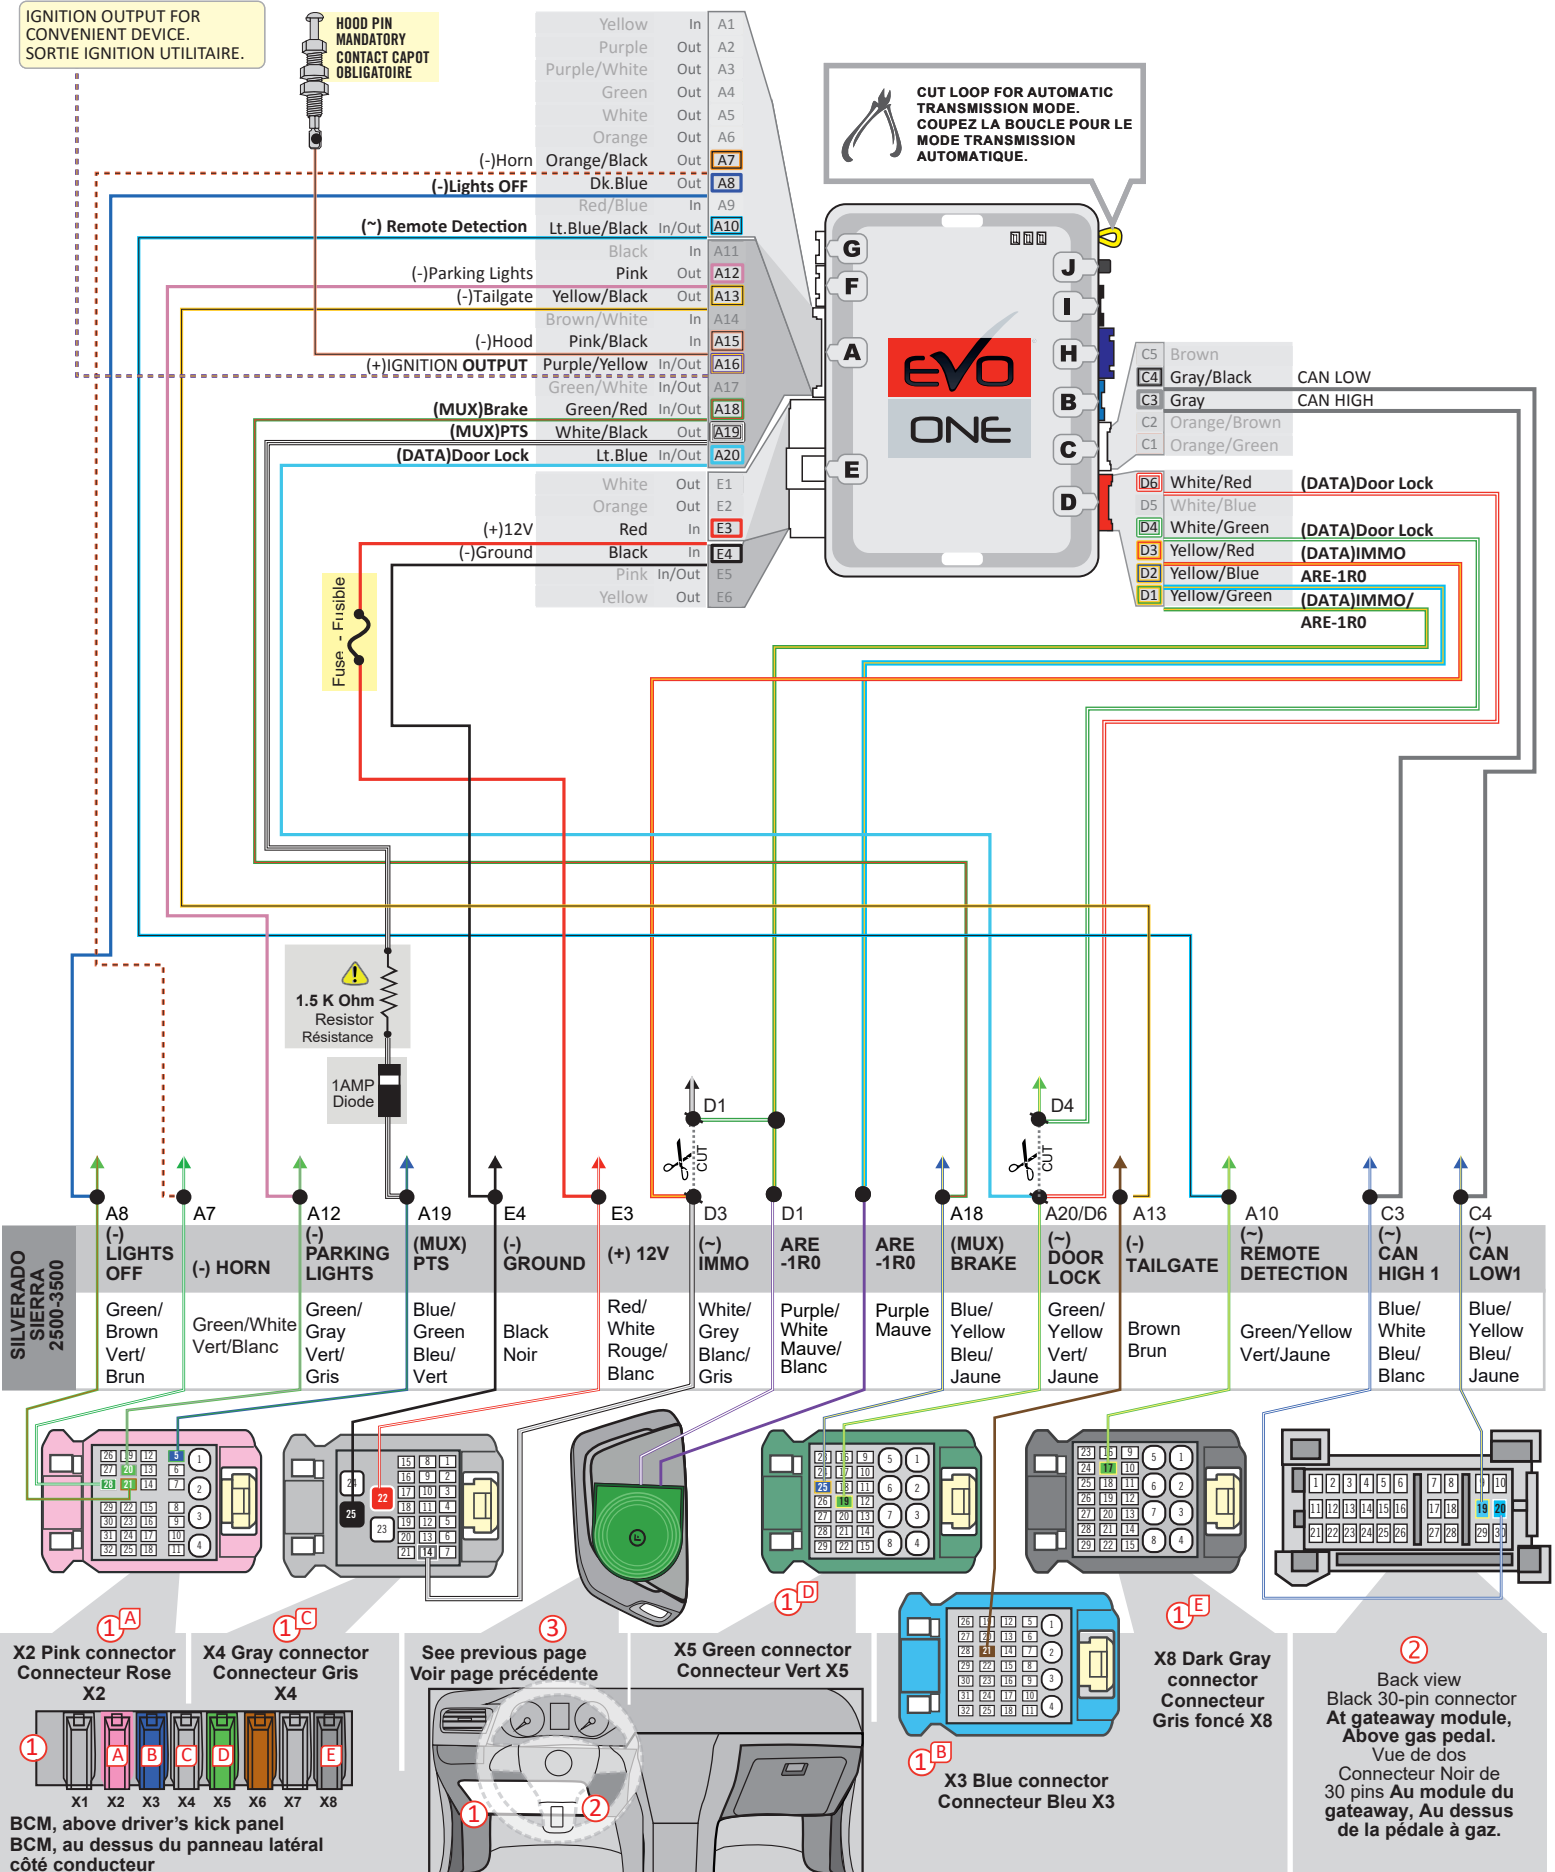 IGNITION OUTPUT FOR
CONVENIENT DEVICE.
SORTIE IGNITION UTILITAIRE.
HOOD PIN
MANDATORY
CONTACT CAPOT
OBLIGATOIRE
Yellow In A1
Purple Out A2
Purple/White Out A3
Green Out A4
White Out A5
Orange Out A6
(-)Horn Orange/Black Out A7
(-)Lights OFF Dk.Blue Out A8
Red/Blue In A9
(~) Remote Detection Lt.Blue/Black In/Out A10
Black In A11
(-)Parking Lights Pink Out A12
(-)Tailgate Yellow/Black Out A13
Brown/White In A14
(-)Hood Pink/Black In A15
(+)IGNITION OUTPUT Purple/Yellow In/Out A16
Green/White In/Out A17
(MUX)Brake Green/Red In/Out A18
(MUX)PTS White/Black Out A19
(DATA)Door Lock Lt.Blue In/Out A20
White Out E1
Orange Out E2
(+)12V Red In E3
(-)Ground Black In E4
Pink In/Out E5
Yellow Out E6
CUT LOOP FOR AUTOMATIC
TRANSMISSION MODE.
COUPEZ LA BOUCLE POUR LE
MODE TRANSMISSION
AUTOMATIQUE.
G
F
A
E
J
I
H
B
C
D
EVO
ONE
C5 Brown
C4 Gray/Black CAN LOW
C3 Gray CAN HIGH
C2 Orange/Brown
C1 Orange/Green
D6 White/Red (DATA)Door Lock
D5 White/Blue
D4 White/Green (DATA)Door Lock
D3 Yellow/Red (DATA)IMMO
D2 Yellow/Blue ARE-1R0
D1 Yellow/Green (DATA)IMMO/
ARE-1R0
Fuse - Fusible
1.5 K Ohm
Resistor
Résistance
1AMP
Diode
D1
CUT
D4
CUT
A8 A7 A12 A19 E4 E3 D3 D1 A18 A20/D6 A13 A10 C3 C4
SILVERADO
SIERRA
2500-3500
(-)
LIGHTS
OFF
(-) HORN
(-)
PARKING
LIGHTS
(MUX)
PTS
(-)
GROUND
(+) 12V
(~)
IMMO
ARE
-1R0
ARE
-1R0
(MUX)
BRAKE
(~)
DOOR
LOCK
(-)
TAILGATE
(~)
REMOTE
DETECTION
(~)
CAN
HIGH 1
(~)
CAN
LOW1
Green/
Brown
Vert/
Brun
Green/White
Vert/Blanc
Green/
Gray
Vert/
Gris
Blue/
Green
Bleu/
Vert
Black
Noir
Red/
White
Rouge/
Blanc
White/
Grey
Blanc/
Gris
Purple/
White
Mauve/
Blanc
Purple
Mauve
Blue/
Yellow
Bleu/
Jaune
Green/
Yellow
Vert/
Jaune
Brown
Brun
Green/Yellow
Vert/Jaune
Blue/
White
Bleu/
Blanc
Blue/
Yellow
Bleu/
Jaune
1 A
X2 Pink connector
Connecteur Rose
X2
1 C
X4 Gray connector
Connecteur Gris
X4
3
See previous page
Voir page précédente
1 D
X5 Green connector
Connecteur Vert X5
1 B
X3 Blue connector
Connecteur Bleu X3
1 E
X8 Dark Gray
connector
Connecteur
Gris foncé X8
2
Back view
Black 30-pin connector
At gateaway module,
Above gas pedal.
Vue de dos
Connecteur Noir de
30 pins Au module du
gateaway, Au dessus
de la pédale à gaz.
1
A B C D E
X1 X2 X3 X4 X5 X6 X7 X8
BCM, above driver's kick panel
BCM, au dessus du panneau latéral
côté conducteur
1
2